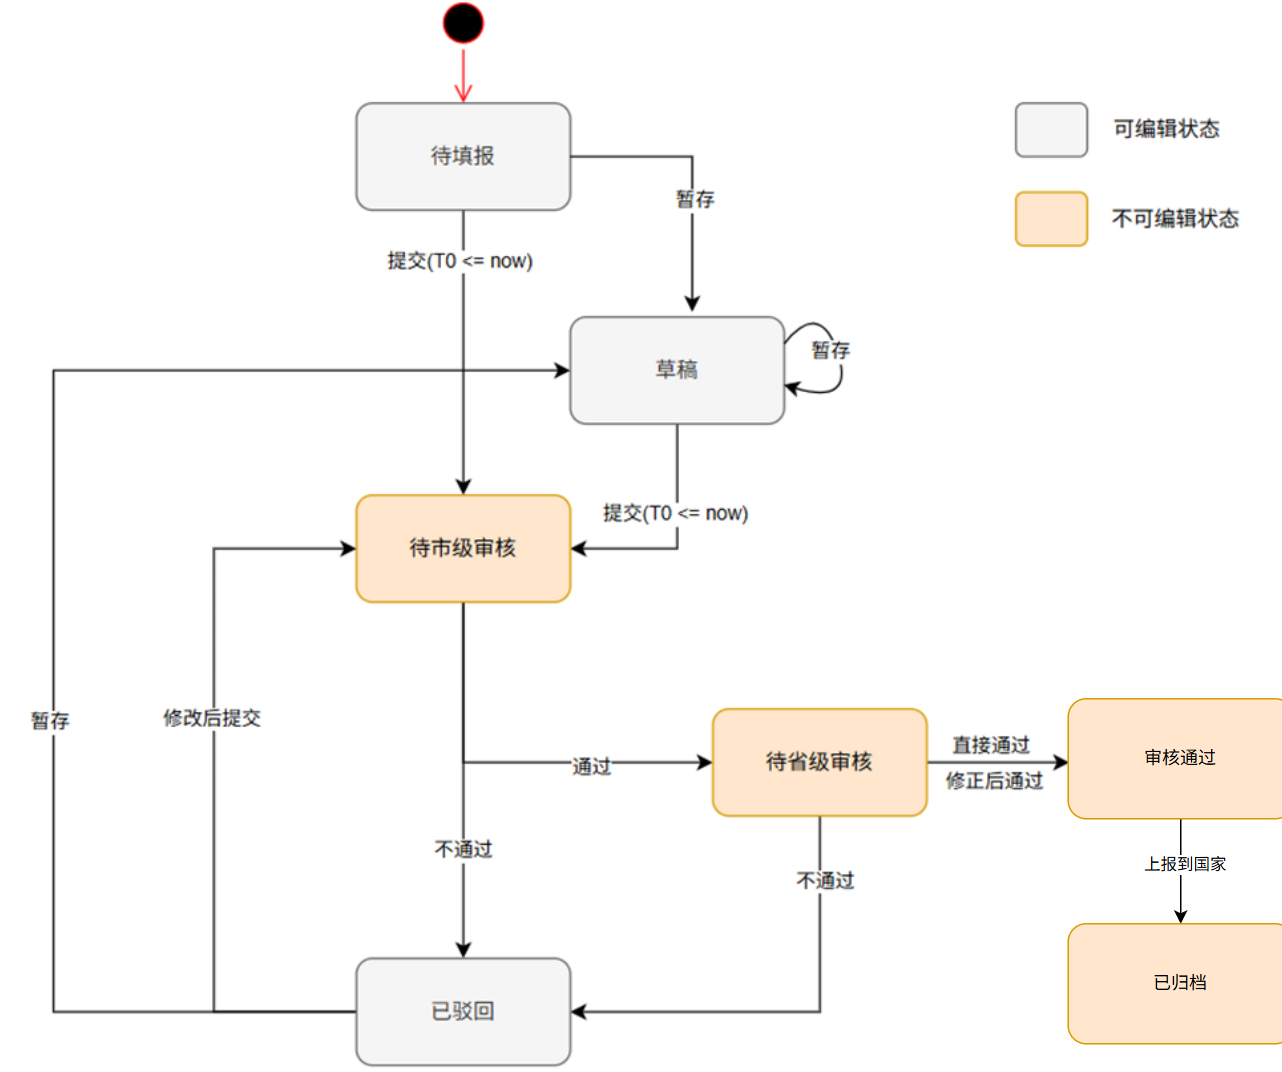 待填报
可编辑状态
暂存
不可编辑状态
提交(T0 <= now)
草稿
暂存
提交(T0 <= now)
待市级审核
暂存
修改后提交
通过
待省级审核
直接通过
修正后通过
审核通过
不通过
不通过
上报到国家
已驳回
已归档